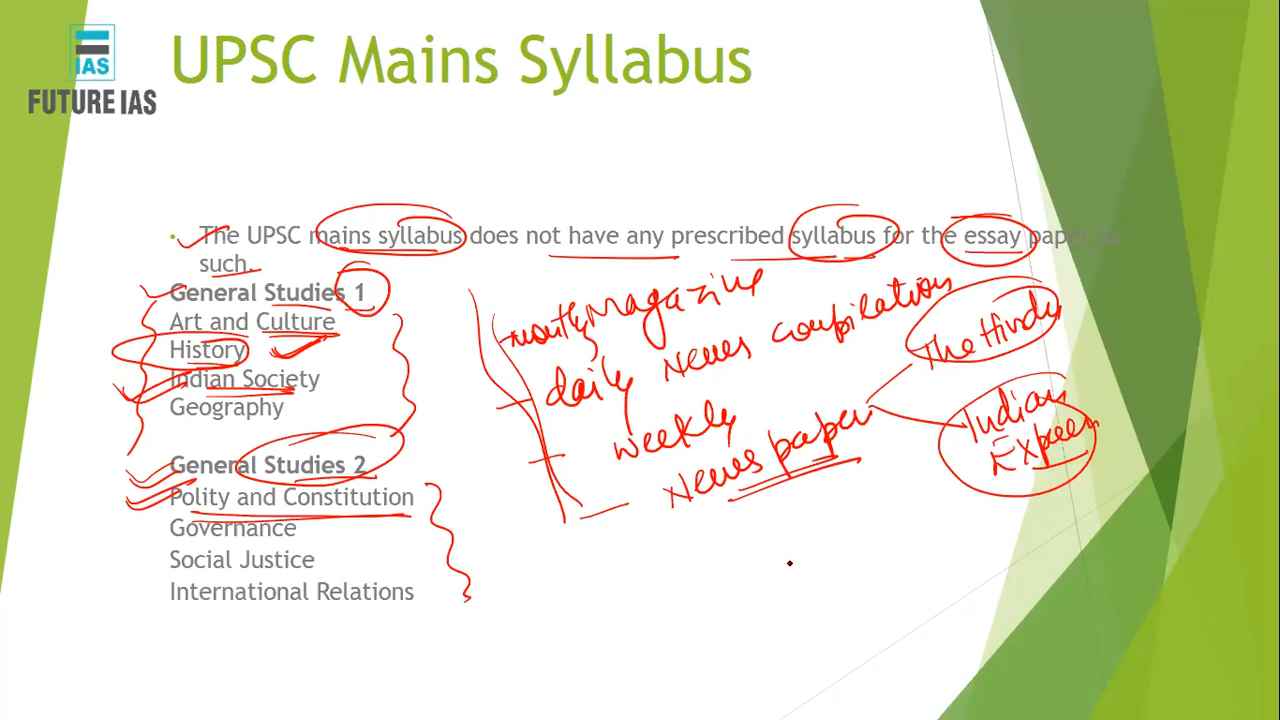 IAS
FUTURE IAS
UPSC Mains Syllabus
• The UPSC mains syllabus does not have any prescribed syllabus for the essay paper as
such.
General Studies 1
Art and Culture
History
Indian Society
Geography
General Studies 2
Polity and Constitution
Governance
Social Justice
International Relations
Magazine
daily News compilation
weekly
News paper
The Hindu
Indian